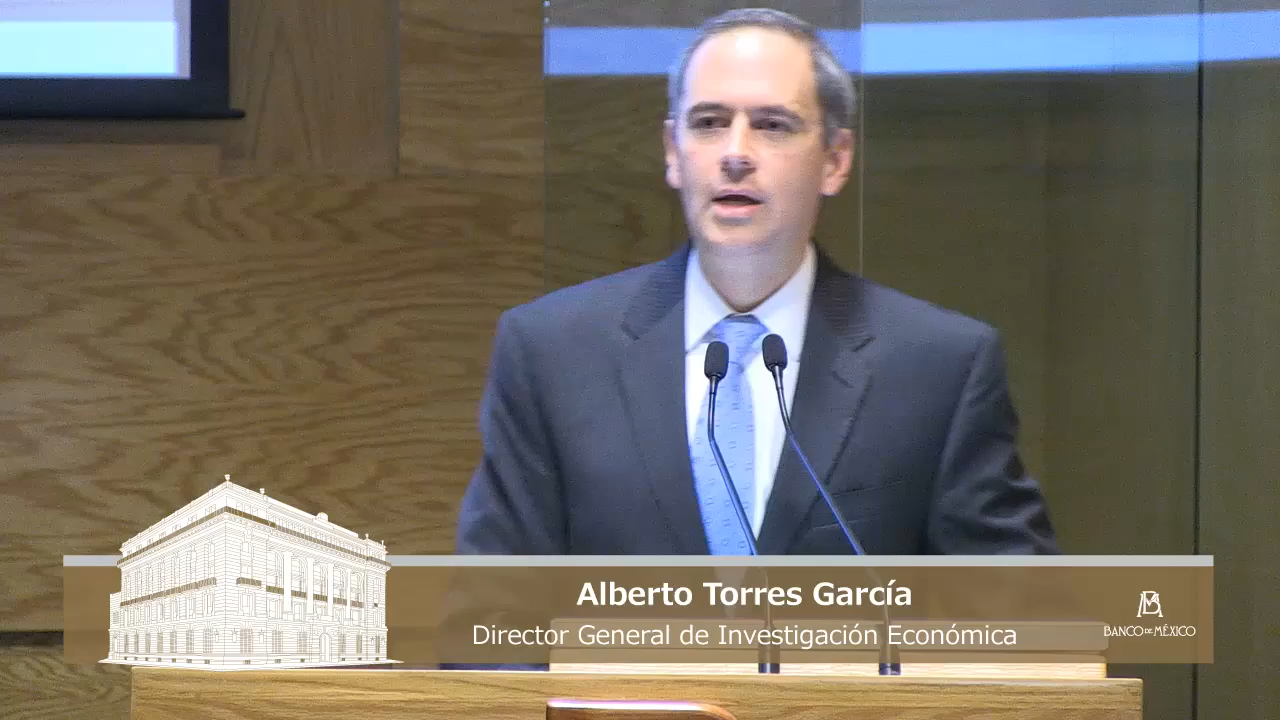 Alberto Torres García
Director General de Investigación Económica
BANCO DE MÉXICO